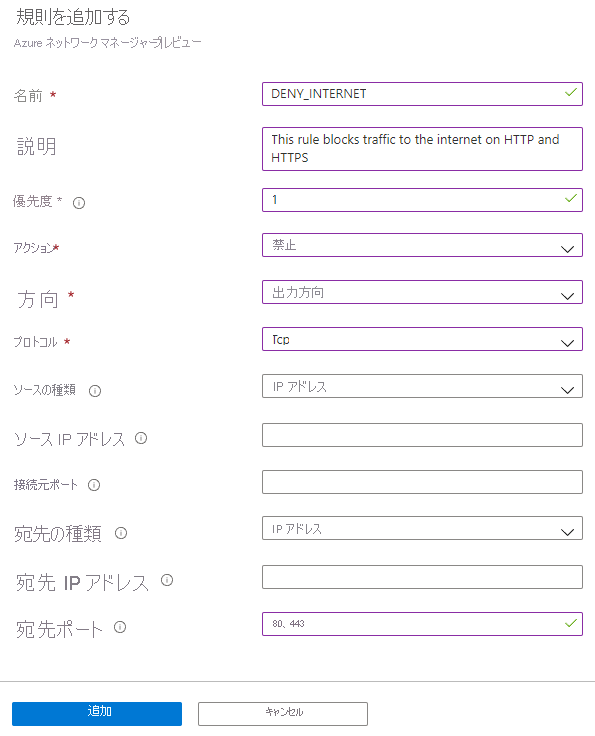 規則を追加する
Azure ネットワーク マネージャープレビュー
名前 *
DENY_INTERNET
説明
This rule blocks traffic to the internet on HTTP and
HTTPS
優先度 *
1
アクション*
禁止
方向 *
出力方向
プロトコル *
Tcp
ソースの種類
IP アドレス
ソース IP アドレス
接続元ポート
宛先の種類
IP アドレス
宛先 IP アドレス
宛先ポート
80、443
追加
キャンセル